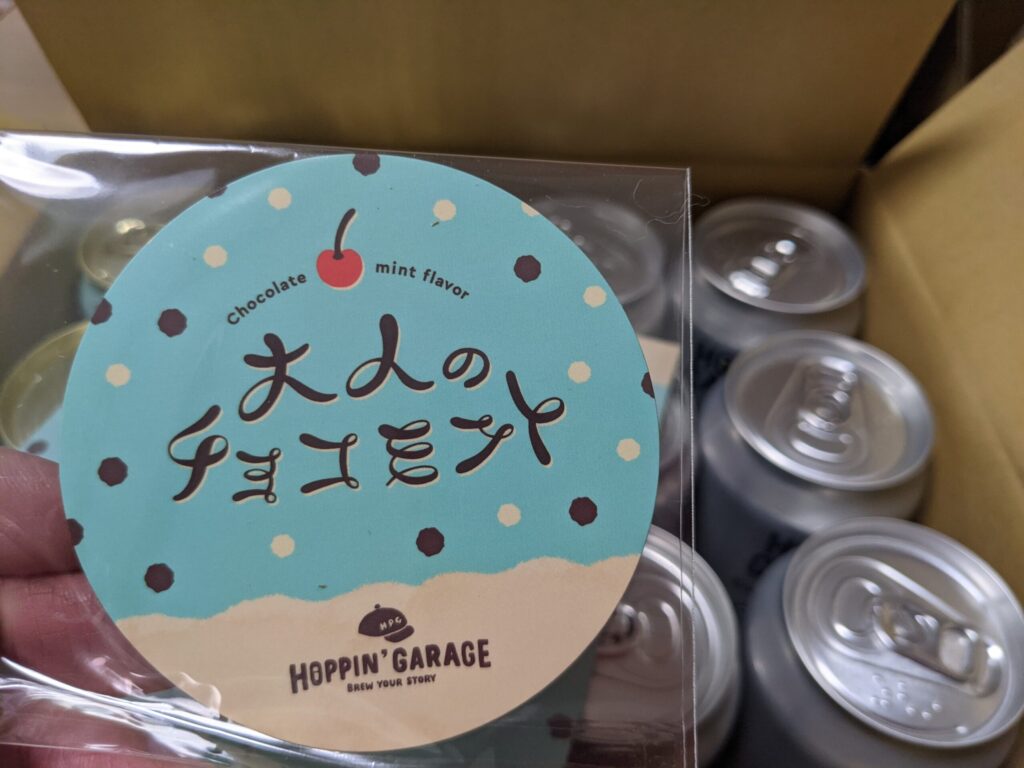 Chocolate mint flavor
大人の
チョコミント
HPG
HOPPIN' GARAGE
BREW YOUR STORY